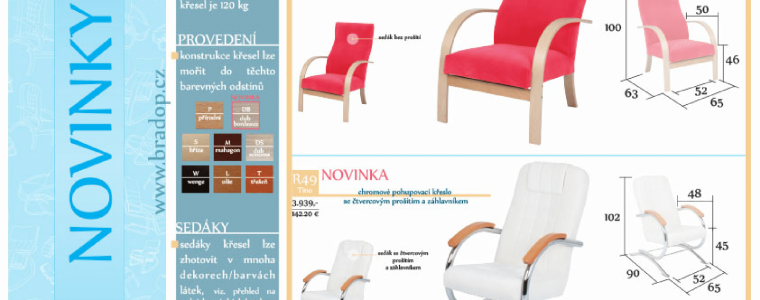 NOVINKY
www.bradop.cz
křesel je 120 kg
PROVEDENÍ
konstrukce křesel lze
mořit do těchto
barevných odstínů
P
přírodní
NOVINKA
DB
dub
bordeaux
S
bříza
M
mahagon
DS
dub
W
wenge
L
olše
T
třešeň
SEDÁKY
sedáky křesel lze
zhotovit v mnoha
dekorech/barvách
látek, viz. přehled na
sedák bez prošití
100
63
52
65
50
46
R49
Tino
NOVINKA
chromové pohupovací křeslo
se čtvercovým prošitím a záhlavníkem
3.939,-
142.20 €
sedák se čtvercovým
prošitím
a záhlavníkem
102
90
52
65
48
45